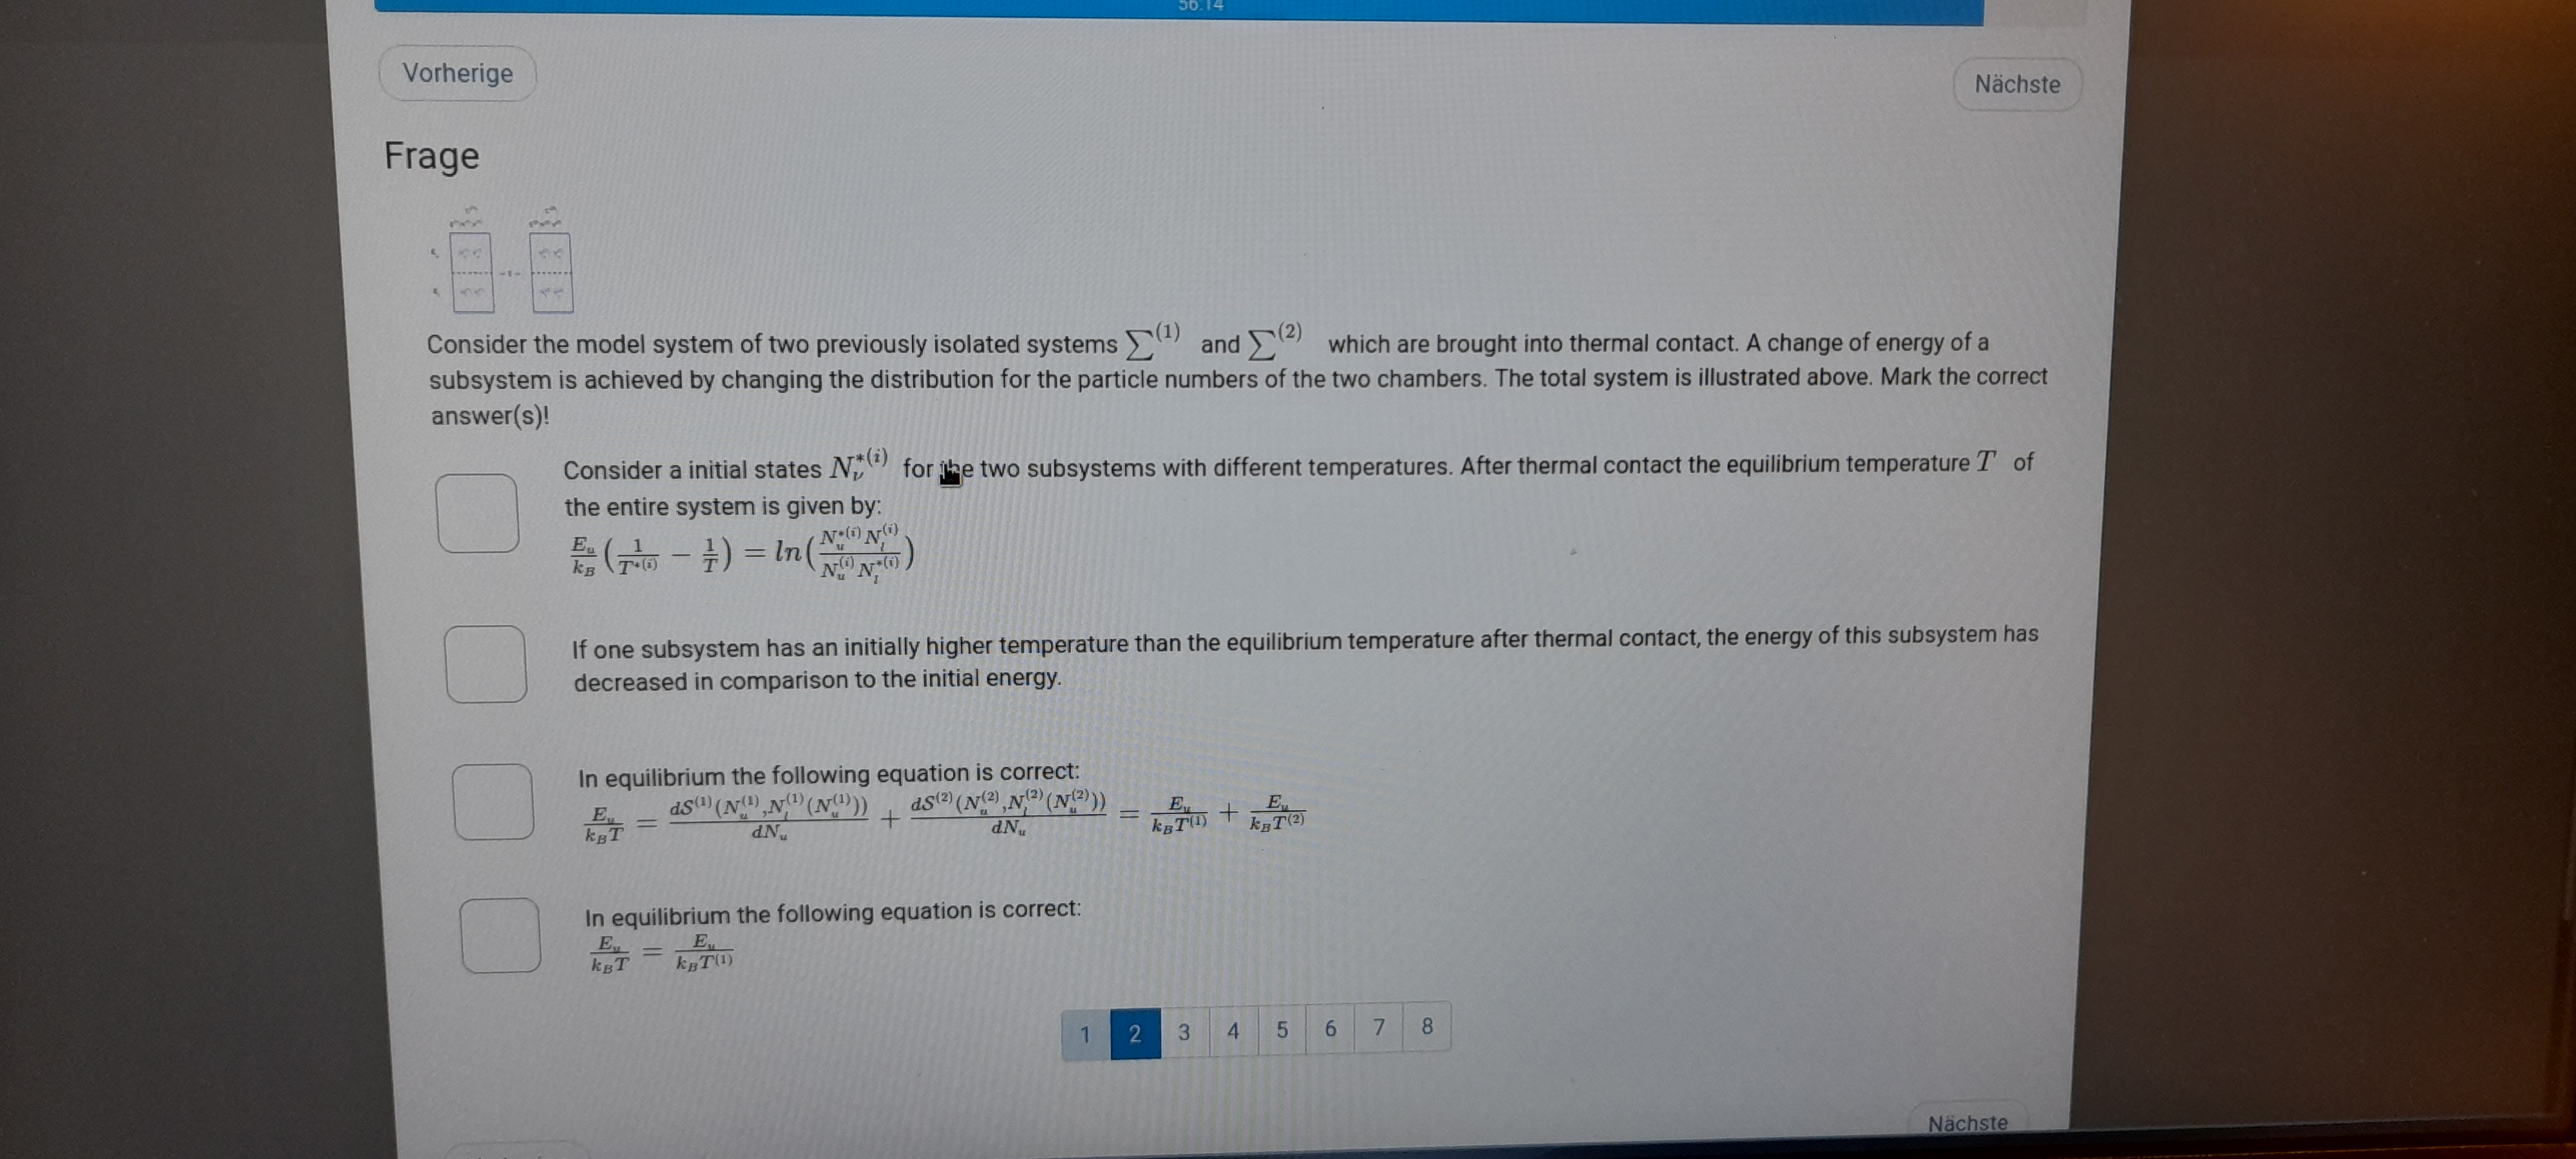 56:14
Vorherige
Nächste
Frage
Consider the model system of two previously isolated systems ∑⁽¹⁾ and ∑⁽²⁾ which are brought into thermal contact. A change of energy of a
subsystem is achieved by changing the distribution for the particle numbers of the two chambers. The total system is illustrated above. Mark the correct
answer(s)!
Consider a initial states N_ν^{*(i)} for the two subsystems with different temperatures. After thermal contact the equilibrium temperature T of
the entire system is given by:
\frac{E_u}{k_B}(\frac{1}{T^{*(i)}} − \frac{1}{T}) = ln(\frac{N_u^{*(i)} N_l^{(i)}}{N_u^{(i)} N_l^{*(i)}})
If one subsystem has an initially higher temperature than the equilibrium temperature after thermal contact, the energy of this subsystem has
decreased in comparison to the initial energy.
In equilibrium the following equation is correct:
\frac{E_u}{k_B T} = \frac{dS^{(1)}(N_u^{(1)},N_l^{(1)}(N_u^{(1)}))}{dN_u} + \frac{dS^{(2)}(N_u^{(2)},N_l^{(2)}(N_u^{(2)}))}{dN_u} = \frac{E_u}{k_B T^{(1)}} + \frac{E_u}{k_B T^{(2)}}
In equilibrium the following equation is correct:
\frac{E_u}{k_B T} = \frac{E_u}{k_B T^{(1)}}
1 2 3 4 5 6 7 8
Nächste